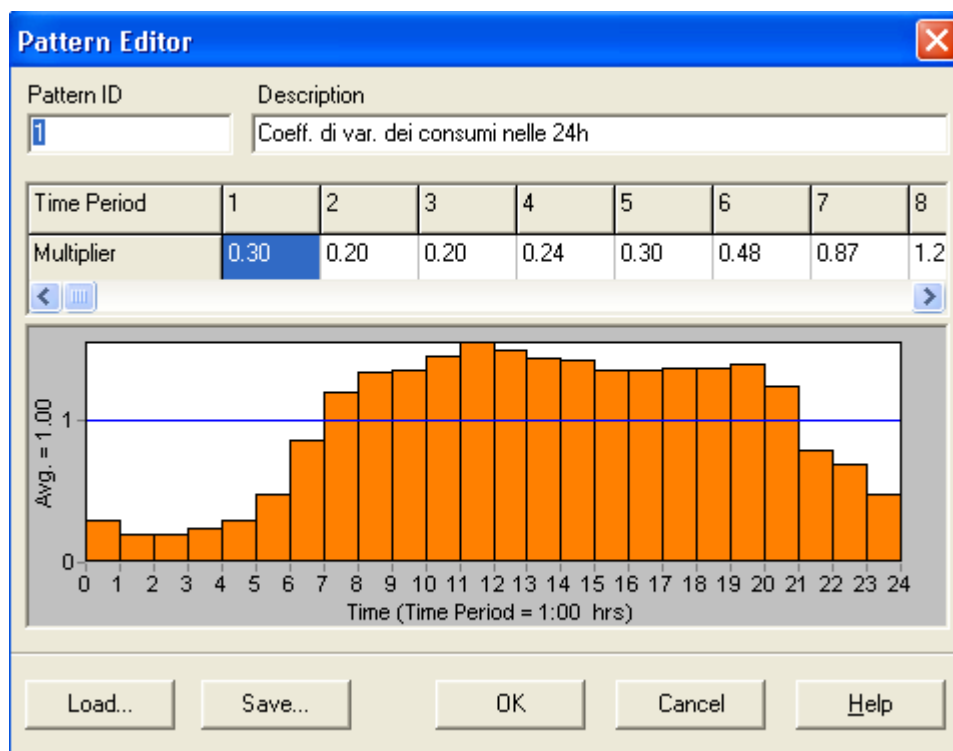 Pattern Editor
Pattern ID Description
1 Coeff. di var. dei consumi nelle 24h
Time Period 1 2 3 4 5 6 7 8
Multiplier 0.30 0.20 0.20 0.24 0.30 0.48 0.87 1.2
Avg. = 1.00
1
0
0 1 2 3 4 5 6 7 8 9 10 11 12 13 14 15 16 17 18 19 20 21 22 23 24
Time (Time Period = 1:00 hrs)
Load... Save... OK Cancel Help